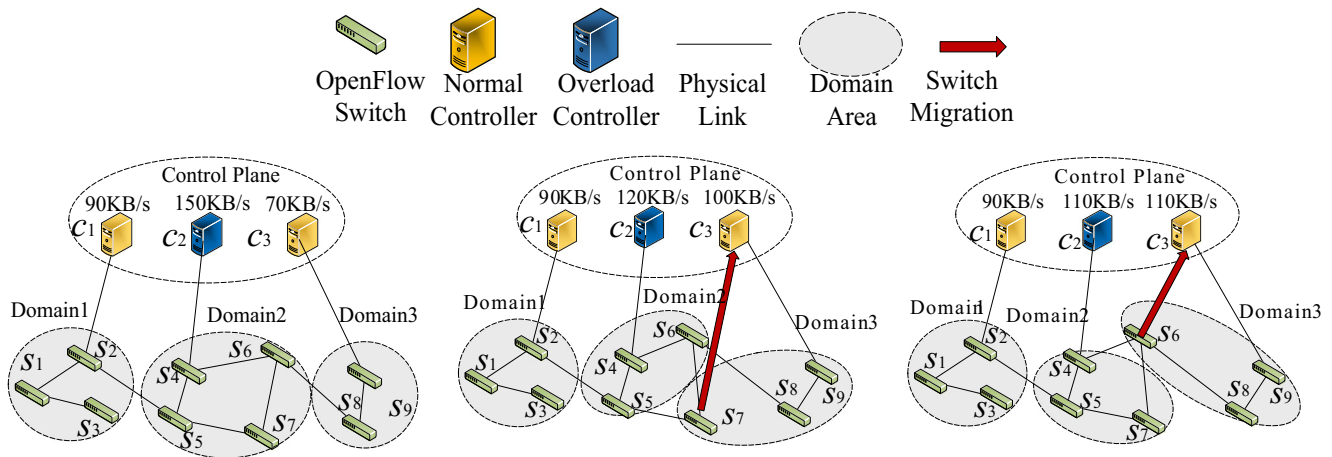 OpenFlow Switch
Normal Controller
Overload Controller
Physical Link
Domain Area
Switch Migration
Control Plane
90KB/s 150KB/s 70KB/s
c1 c2 c3
Domain1
Domain2
Domain3
s1
s2
s3
s4
s5
s6
s7
s8
s9
Control Plane
90KB/s 120KB/s 100KB/s
c1 c2 c3
Domain1
Domain2
Domain3
s1
s2
s3
s4
s5
s6
s7
s8
s9
Control Plane
90KB/s 110KB/s 110KB/s
c1 c2 c3
Domain1
Domain2
Domain3
s1
s2
s3
s4
s5
s6
s7
s8
s9